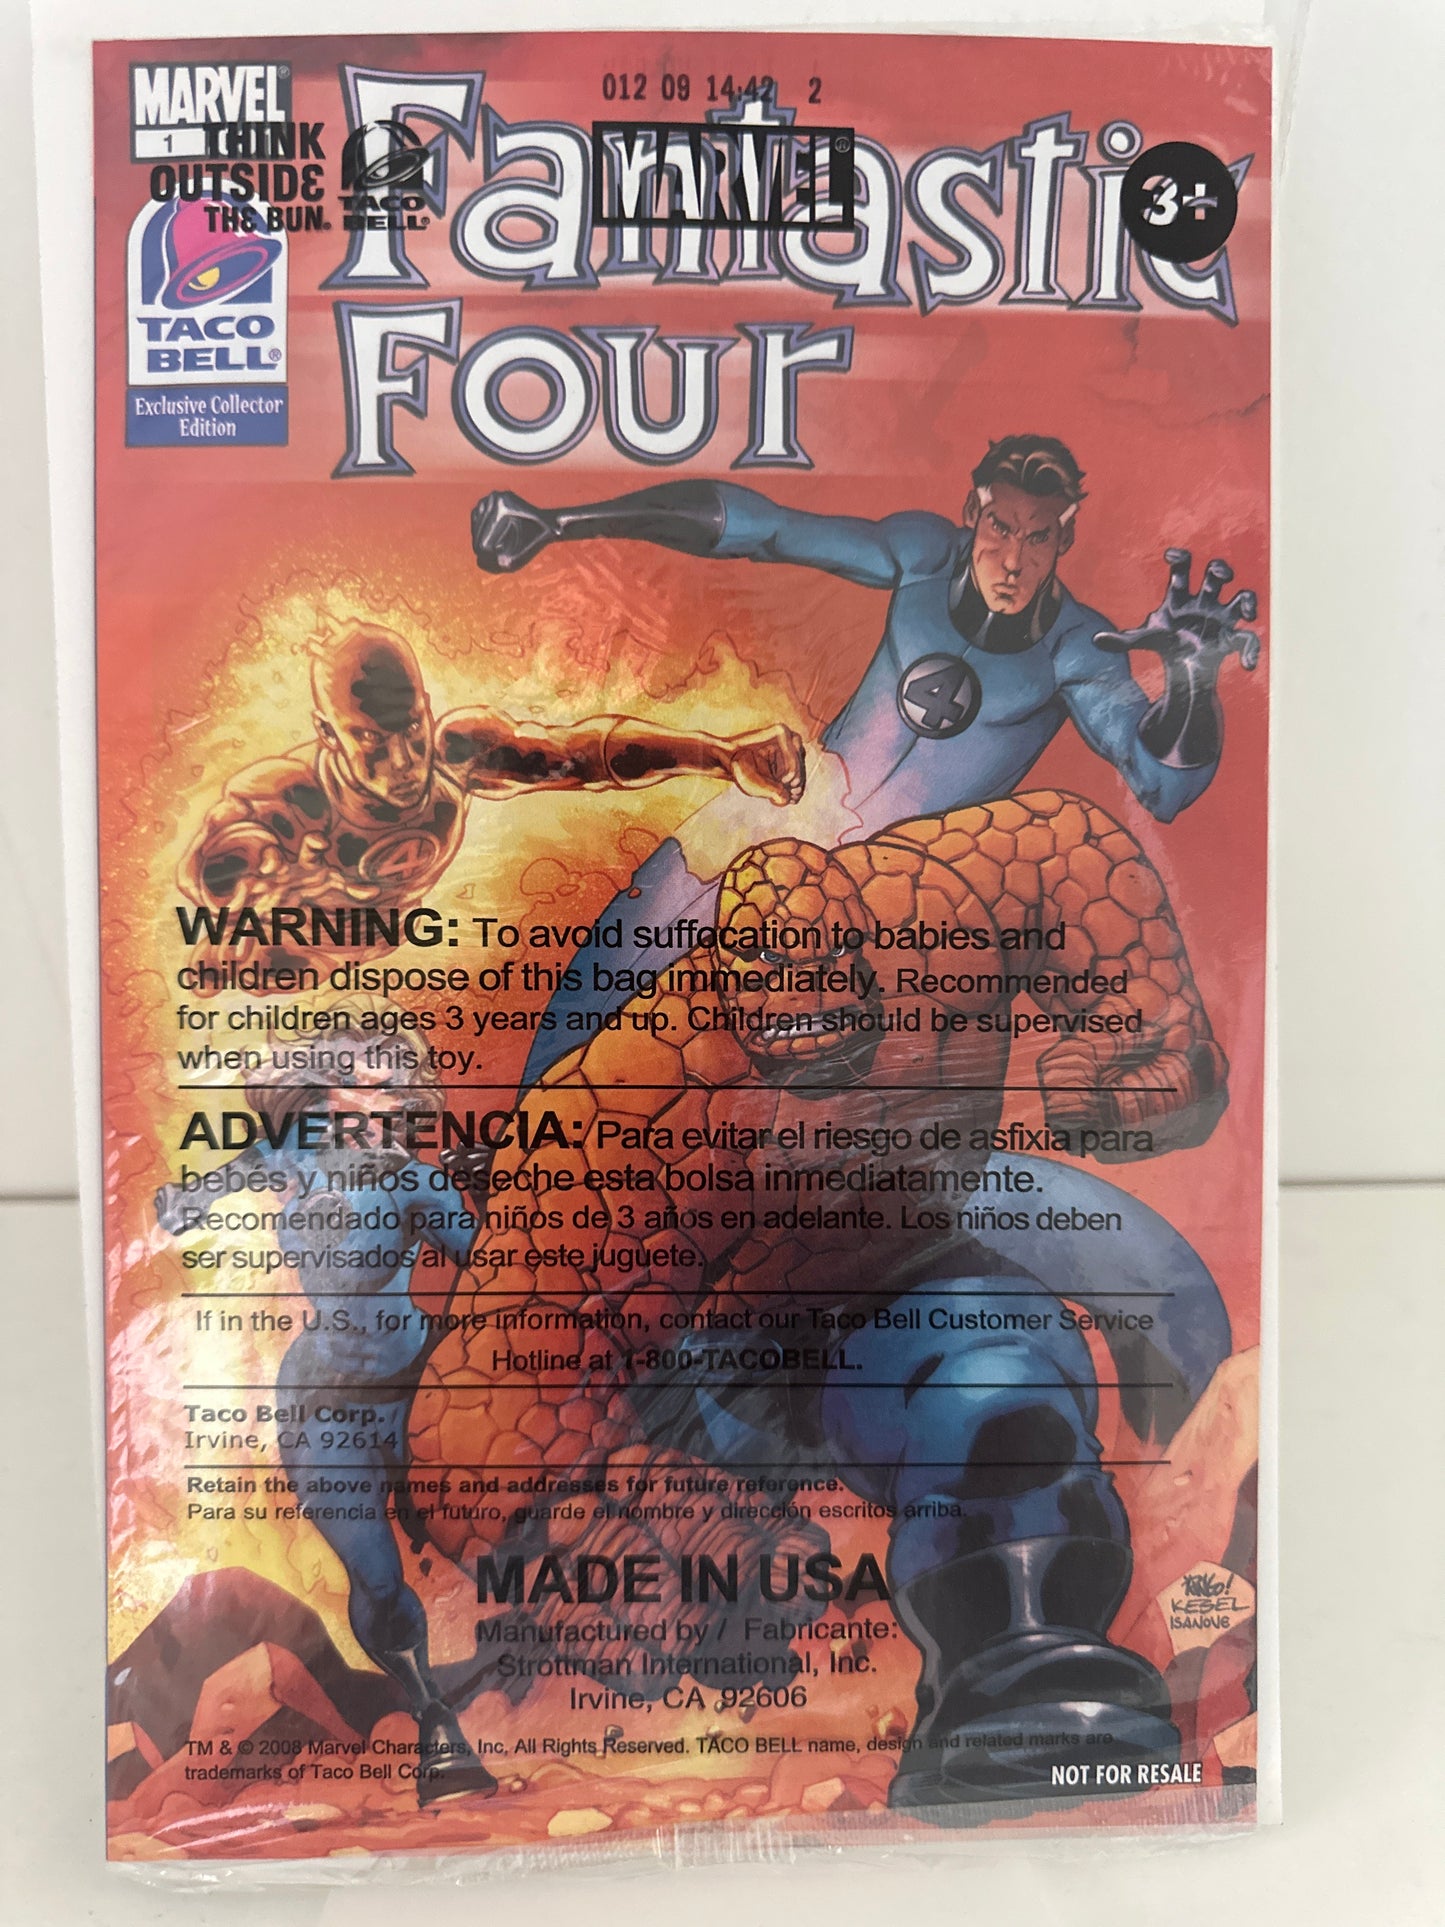 012 09 14:42 2
MARVEL®
1
THINK
OUTSIDE
THE BUN.
TACO
BELL®
MARVEL®
3+
Fantastic
Four
TACO
BELL®
Exclusive Collector
Edition
4
4
WARNING: To avoid suffocation to babies and
children dispose of this bag immediately. Recommended
for children ages 3 years and up. Children should be supervised
when using this toy.
ADVERTENCIA: Para evitar el riesgo de asfixia para
bebés y niños deseche esta bolsa inmediatamente.
Recomendado para niños de 3 años en adelante. Los niños deben
ser supervisados al usar este juguete.
If in the U.S., for more information, contact our Taco Bell Customer Service
Hotline at 1-800-TACOBELL.
Taco Bell Corp.
Irvine, CA 92614
Retain the above names and addresses for future reference.
Para su referencia en el futuro, guarde el nombre y dirección escritos arriba.
MADE IN USA
Manufactured by / Fabricante:
Strottman International, Inc.
Irvine, CA 92606
KESEL
ISANOVE
TM & © 2008 Marvel Characters, Inc. All Rights Reserved. TACO BELL name, design and related marks are
trademarks of Taco Bell Corp.
NOT FOR RESALE